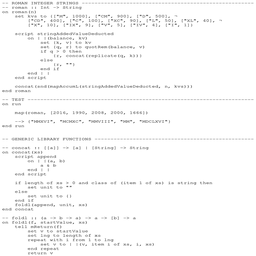 -- ROMAN INTEGER STRINGS ----------------------------------------------------
-- roman :: Int -> String
on roman(n)
    set kvs to {["M", 1000], ["CM", 900], ["D", 500], ¬
        ["CD", 400], ["C", 100], ["XC", 90], ["L", 50], ["XL", 40], ¬
        ["X", 10], ["IX", 9], ["V", 5], ["IV", 4], ["I", 1]}
    script stringAddedValueDeducted
        on |λ|(balance, kv)
            set {k, v} to kv
            set {q, r} to quotRem(balance, v)
            if q > 0 then
                {r, concat(replicate(q, k))}
            else
                {r, ""}
            end if
        end |λ|
    end script
    concat(snd(mapAccumL(stringAddedValueDeducted, n, kvs)))
end roman
-- TEST ---------------------------------------------------------------------
on run
    map(roman, [2016, 1990, 2008, 2000, 1666])
    --> {"MMXVI", "MCMXC", "MMVIII", "MM", "MDCLXVI"}
end run
-- GENERIC LIBRARY FUNCTIONS ------------------------------------------------
-- concat :: [[a]] -> [a] | [String] -> String
on concat(xs)
    script append
        on |λ|(a, b)
            a & b
        end |λ|
    end script
    if length of xs > 0 and class of (item 1 of xs) is string then
        set unit to ""
    else
        set unit to {}
    end if
    foldl(append, unit, xs)
end concat
-- foldl :: (a -> b -> a) -> a -> [b] -> a
on foldl(f, startValue, xs)
    tell mReturn(f)
        set v to startValue
        set lng to length of xs
        repeat with i from 1 to lng
            set v to |λ|(v, item i of xs, i, xs)
        end repeat
        return v